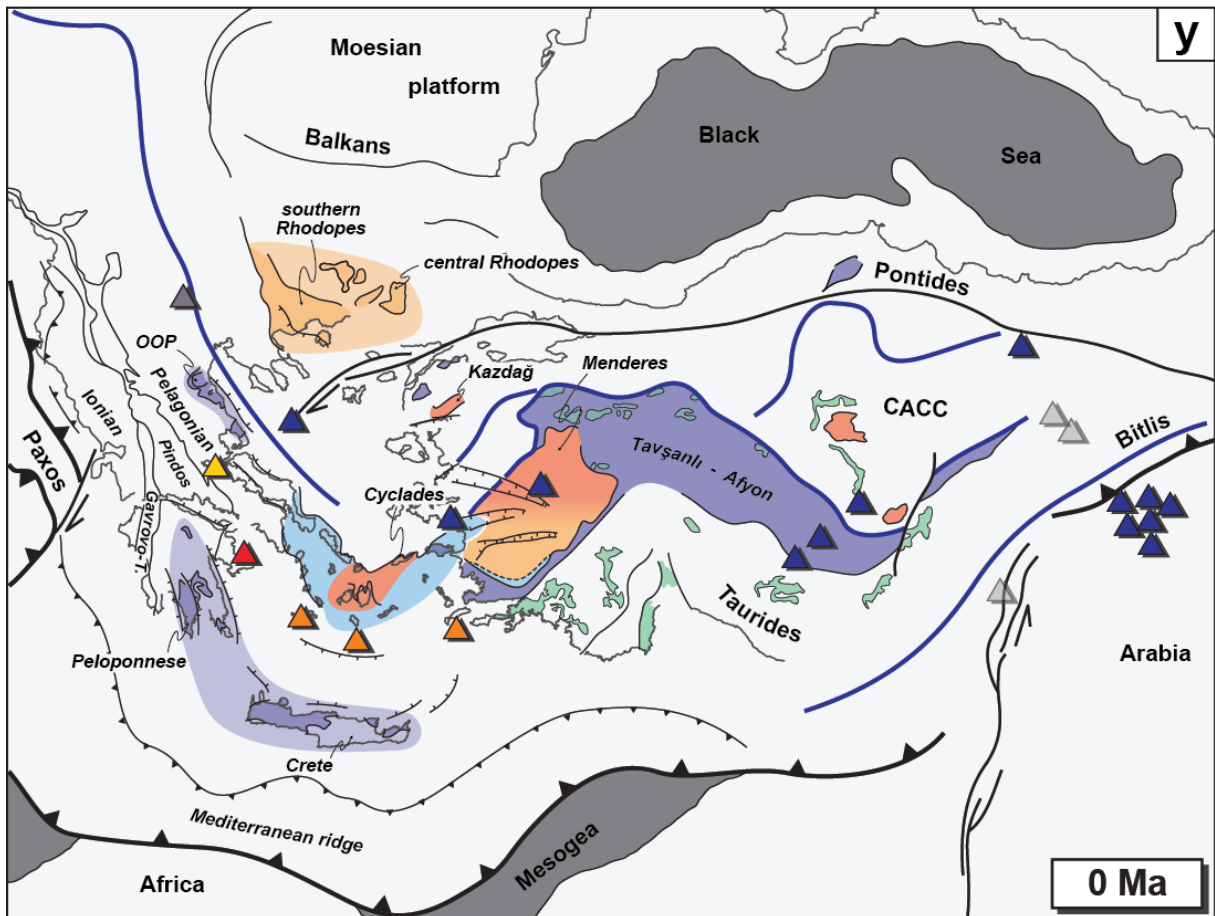 y
Moesian
platform
Balkans
Black
Sea
southern
Rhodopes
central Rhodopes
Pontides
OOP
Kazdağ
Menderes
Pelagonian
Ionian
CACC
Bitlis
Paxos
Pindos
Tavşanlı - Afyon
Cyclades
Gavrovo-T.
Taurides
Peloponnese
Arabia
Crete
Mediterranean ridge
Mesogea
Africa
0 Ma